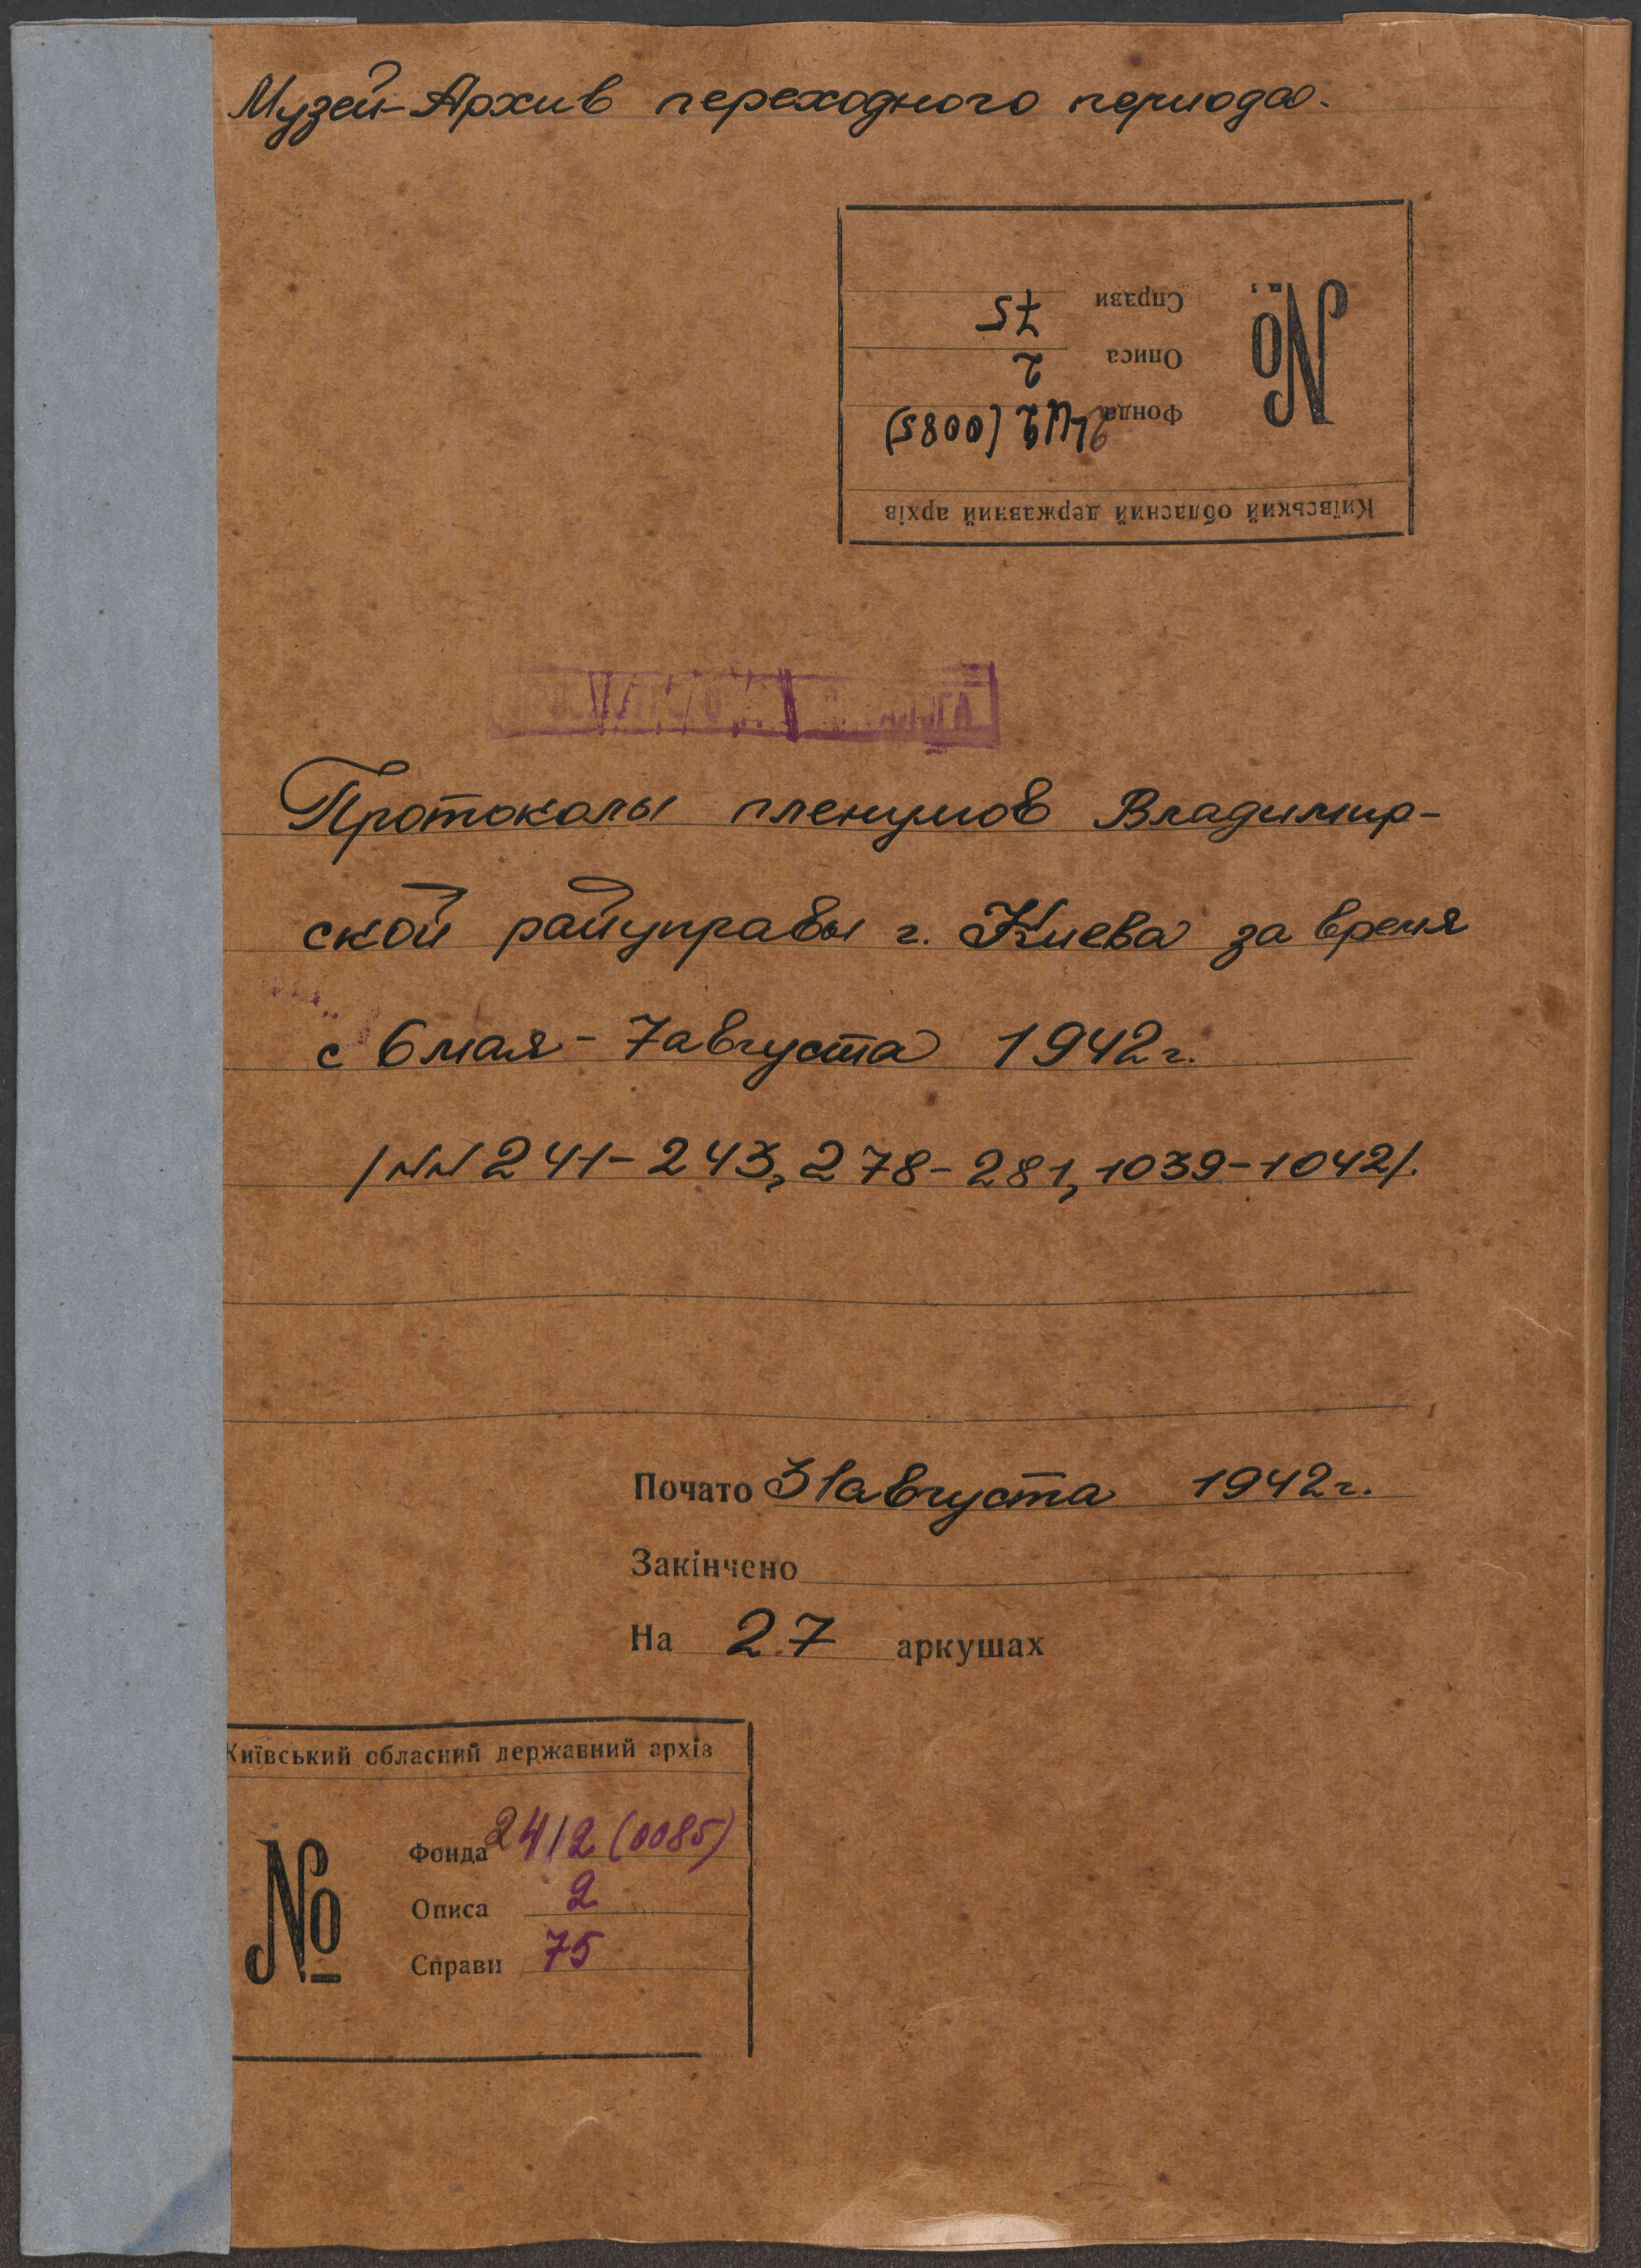 Музей-Архив переходного периода.
Київський обласний державний архів
№
Фонда 2412 (0085)
Описа 2
Справи 75
Протоколы пленумов Владимир-
ской райуправы г. Киева за время
с 6 мая - 7 августа 1942 г.
/NN 241-243, 278-281, 1039-1042/.
Почато 31 августа 1942 г.
Закінчено
На 27 аркушах
Київський обласний державний архів
№
Фонда 2412 (0085)
Описа 2
Справи 75